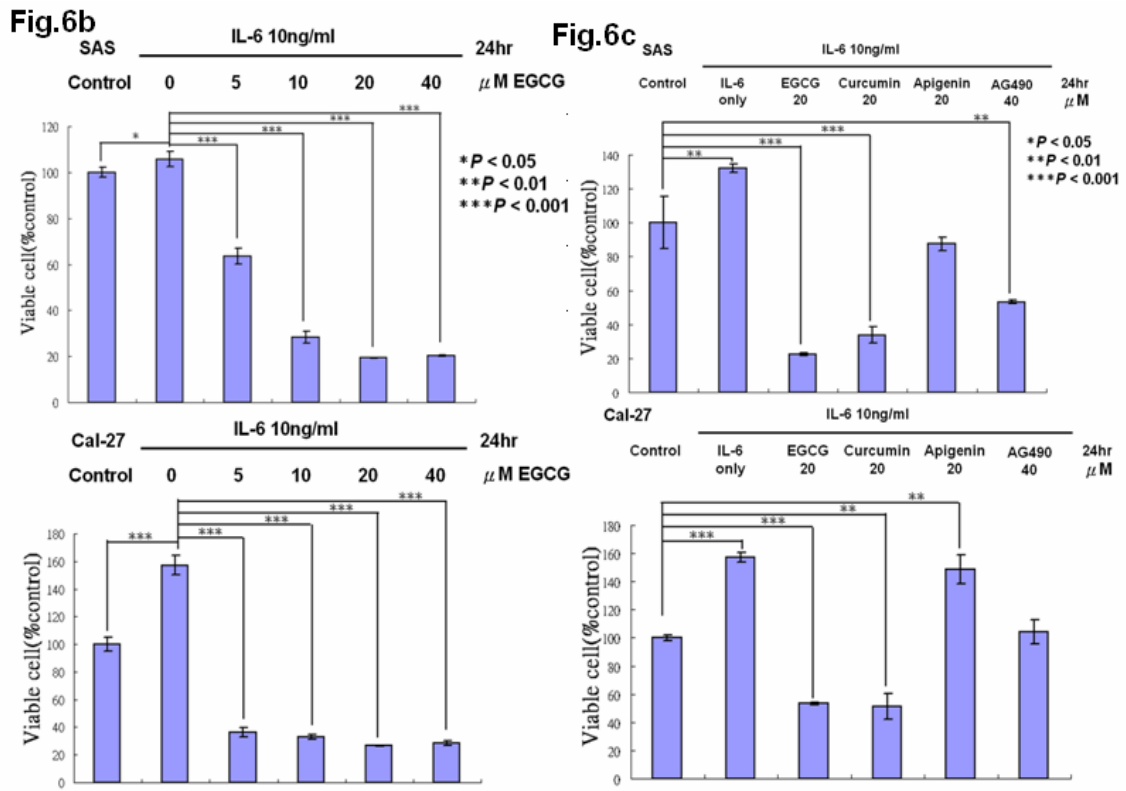 Fig.6b
IL-6 10ng/ml
SAS
24hr
Control 0 5 10 20 40 μM EGCG
***
***
***
* ***
120
100
80
60
40
20
0
Viable cell(%control)
*P < 0.05
**P < 0.01
***P < 0.001
Cal-27
IL-6 10ng/ml
24hr
Control 0 5 10 20 40 μM EGCG
***
***
***
*** ***
180
160
140
120
100
80
60
40
20
0
Viable cell(%control)
Fig.6c
SAS
IL-6 10ng/ml
Control IL-6 EGCG Curcumin Apigenin AG490 24hr
only 20 20 20 40 μM
**
***
***
**
140
120
100
80
60
40
20
0
Viable cell(%control)
*P < 0.05
**P < 0.01
***P < 0.001
Cal-27
IL-6 10ng/ml
Control IL-6 EGCG Curcumin Apigenin AG490 24hr
only 20 20 20 40 μM
**
**
***
***
180
160
140
120
100
80
60
40
20
0
Viable cell(%control)